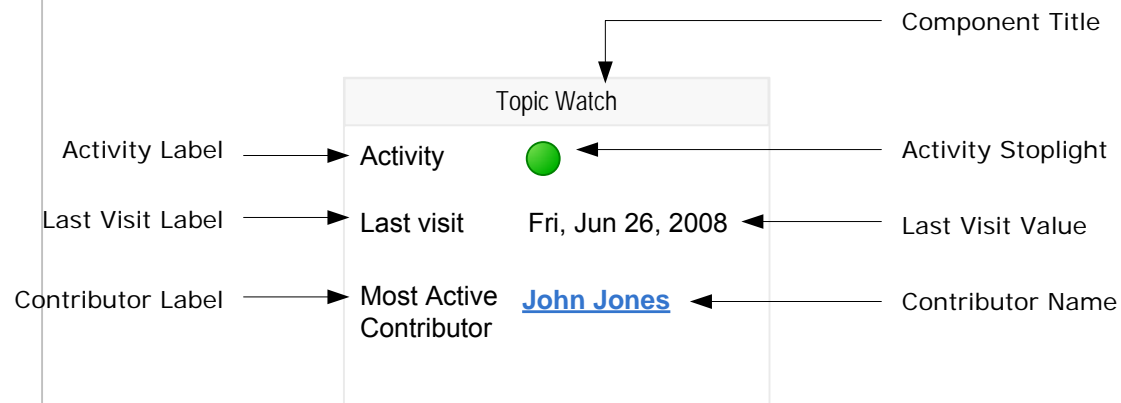 Component Title
Topic Watch
Activity Label
Activity
Activity Stoplight
Last Visit Label
Last visit
Fri, Jun 26, 2008
Last Visit Value
Contributor Label
Most Active
Contributor
John Jones
Contributor Name